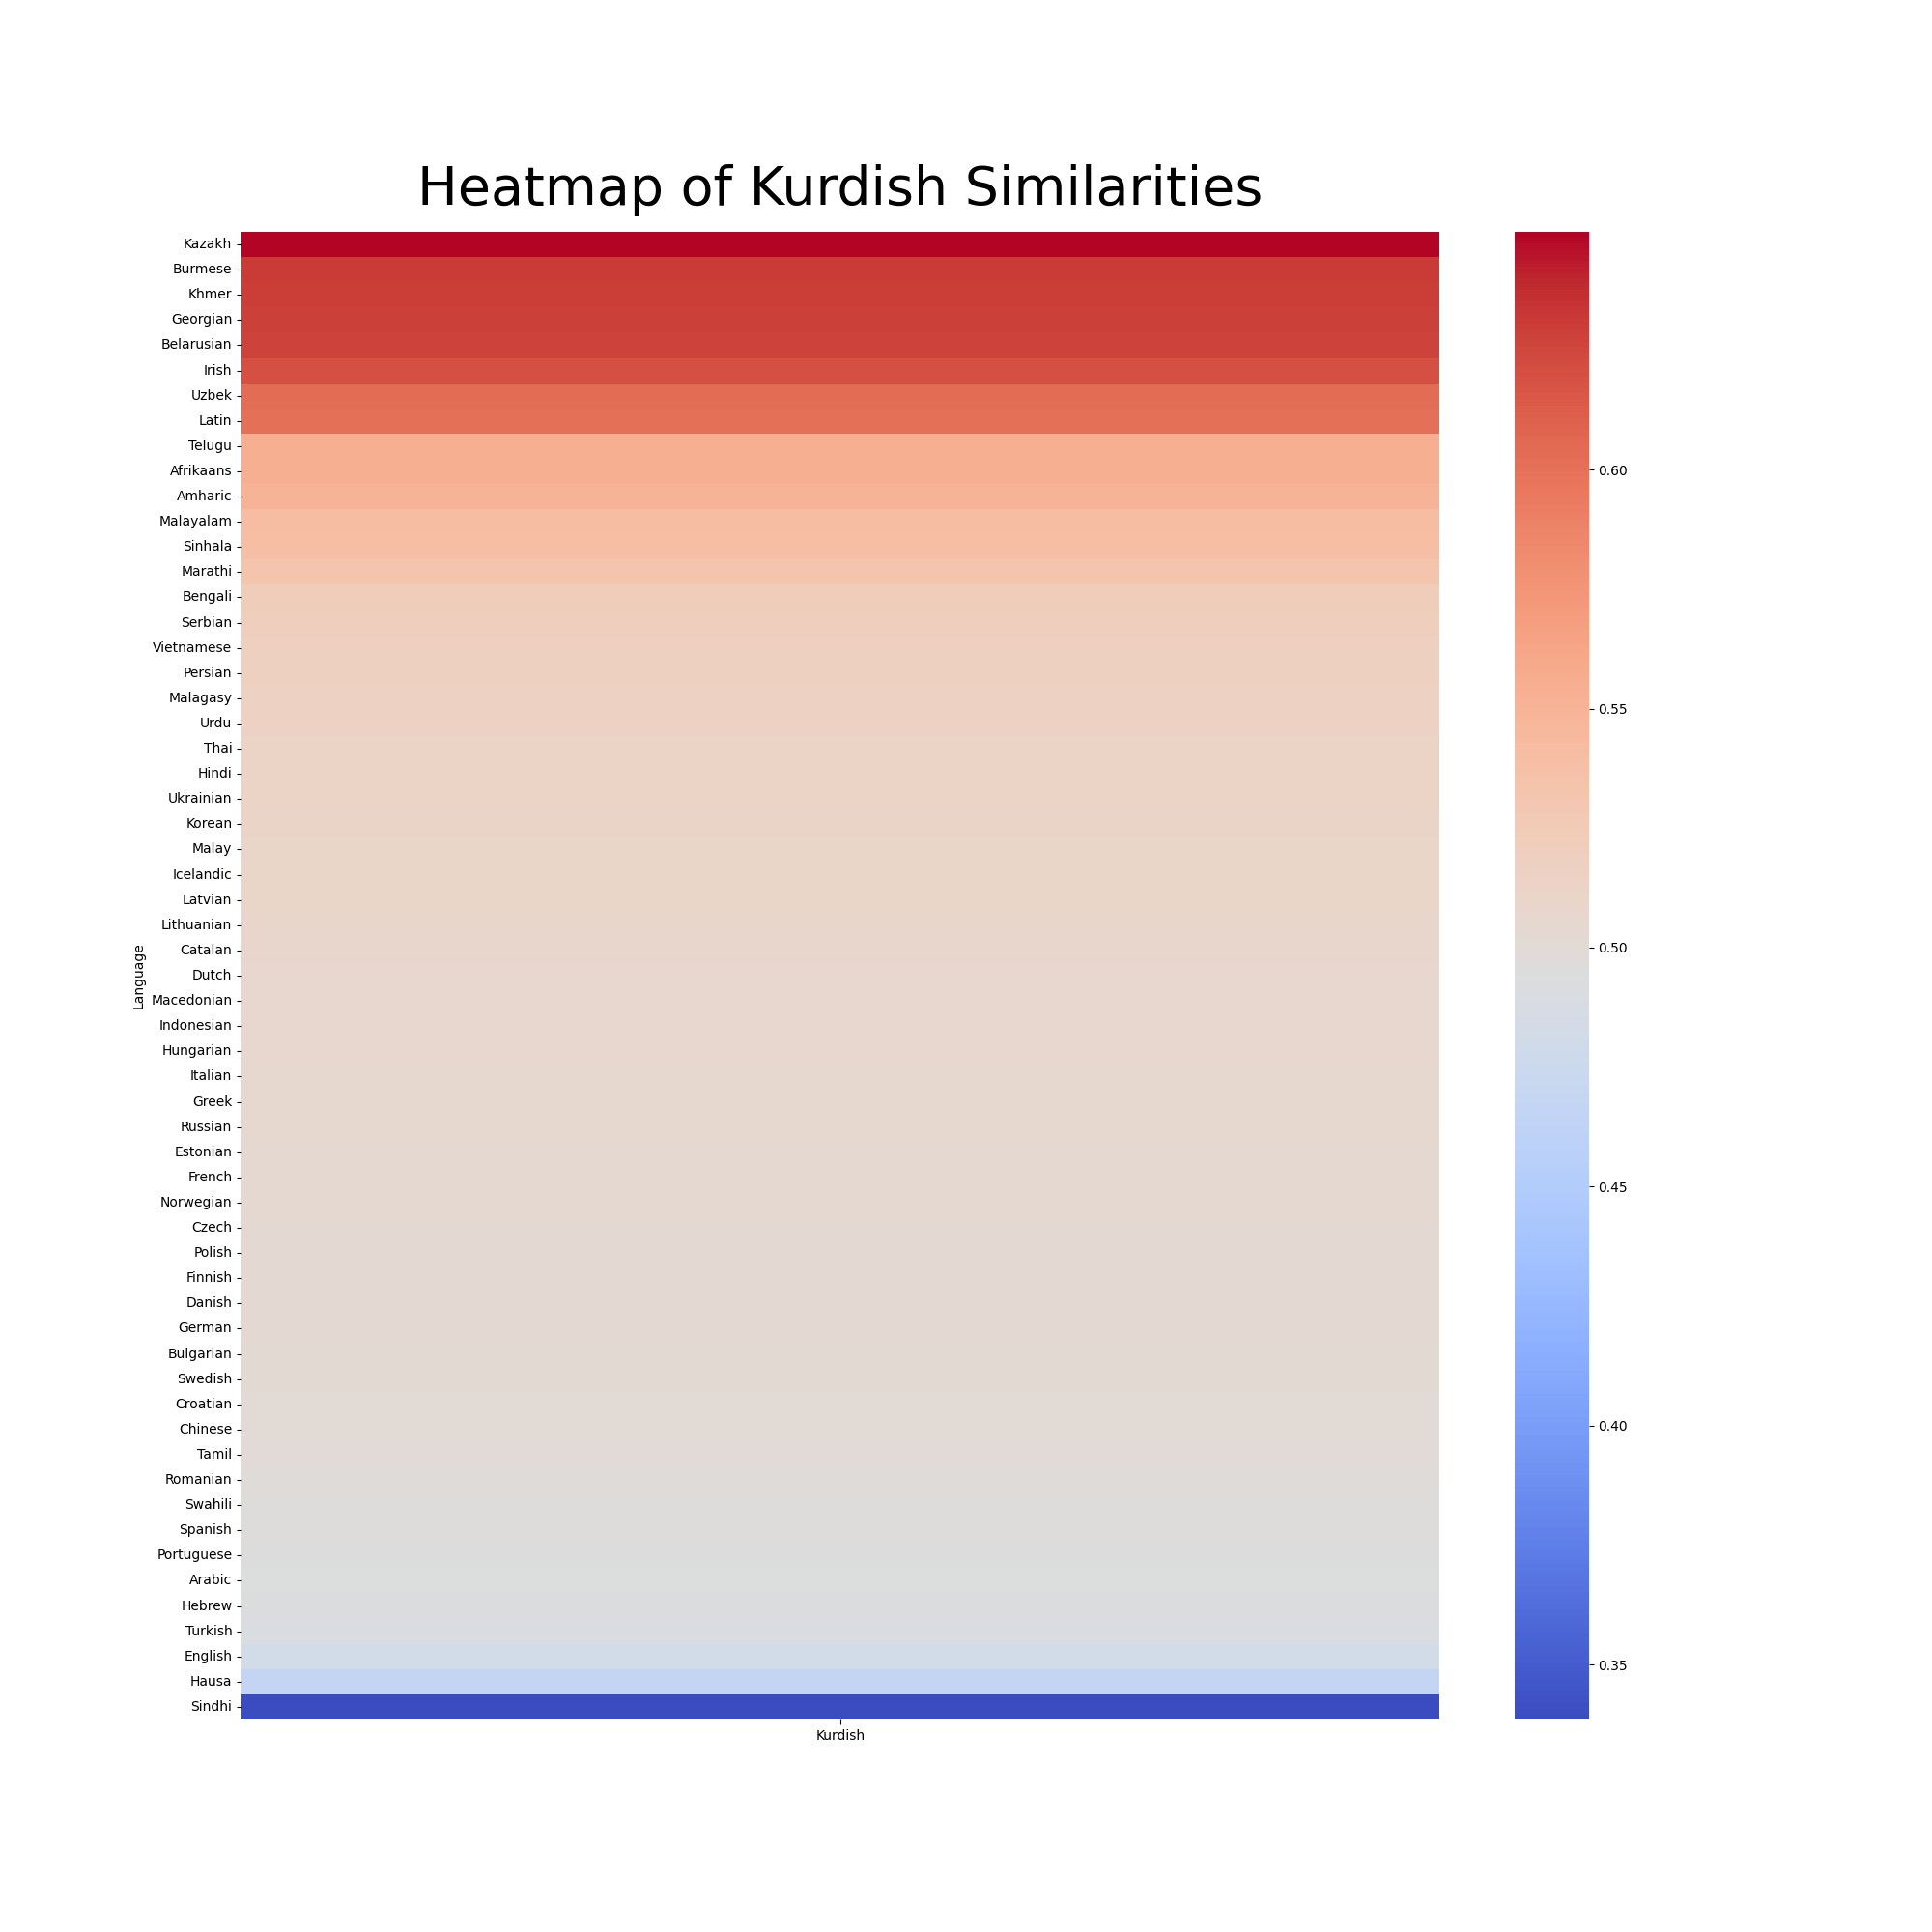 Heatmap of Kurdish Similarities
Kazakh
Burmese
Khmer
Georgian
Belarusian
Irish
Uzbek
Latin
Telugu
Afrikaans
Amharic
Malayalam
Sinhala
Marathi
Bengali
Serbian
Vietnamese
Persian
Malagasy
Urdu
Thai
Hindi
Ukrainian
Korean
Malay
Icelandic
Latvian
Lithuanian
Catalan
Dutch
Macedonian
Indonesian
Hungarian
Italian
Greek
Russian
Estonian
French
Norwegian
Czech
Polish
Finnish
Danish
German
Bulgarian
Swedish
Croatian
Chinese
Tamil
Romanian
Swahili
Spanish
Portuguese
Arabic
Hebrew
Turkish
English
Hausa
Sindhi
Language
Kurdish
0.60
0.55
0.50
0.45
0.40
0.35